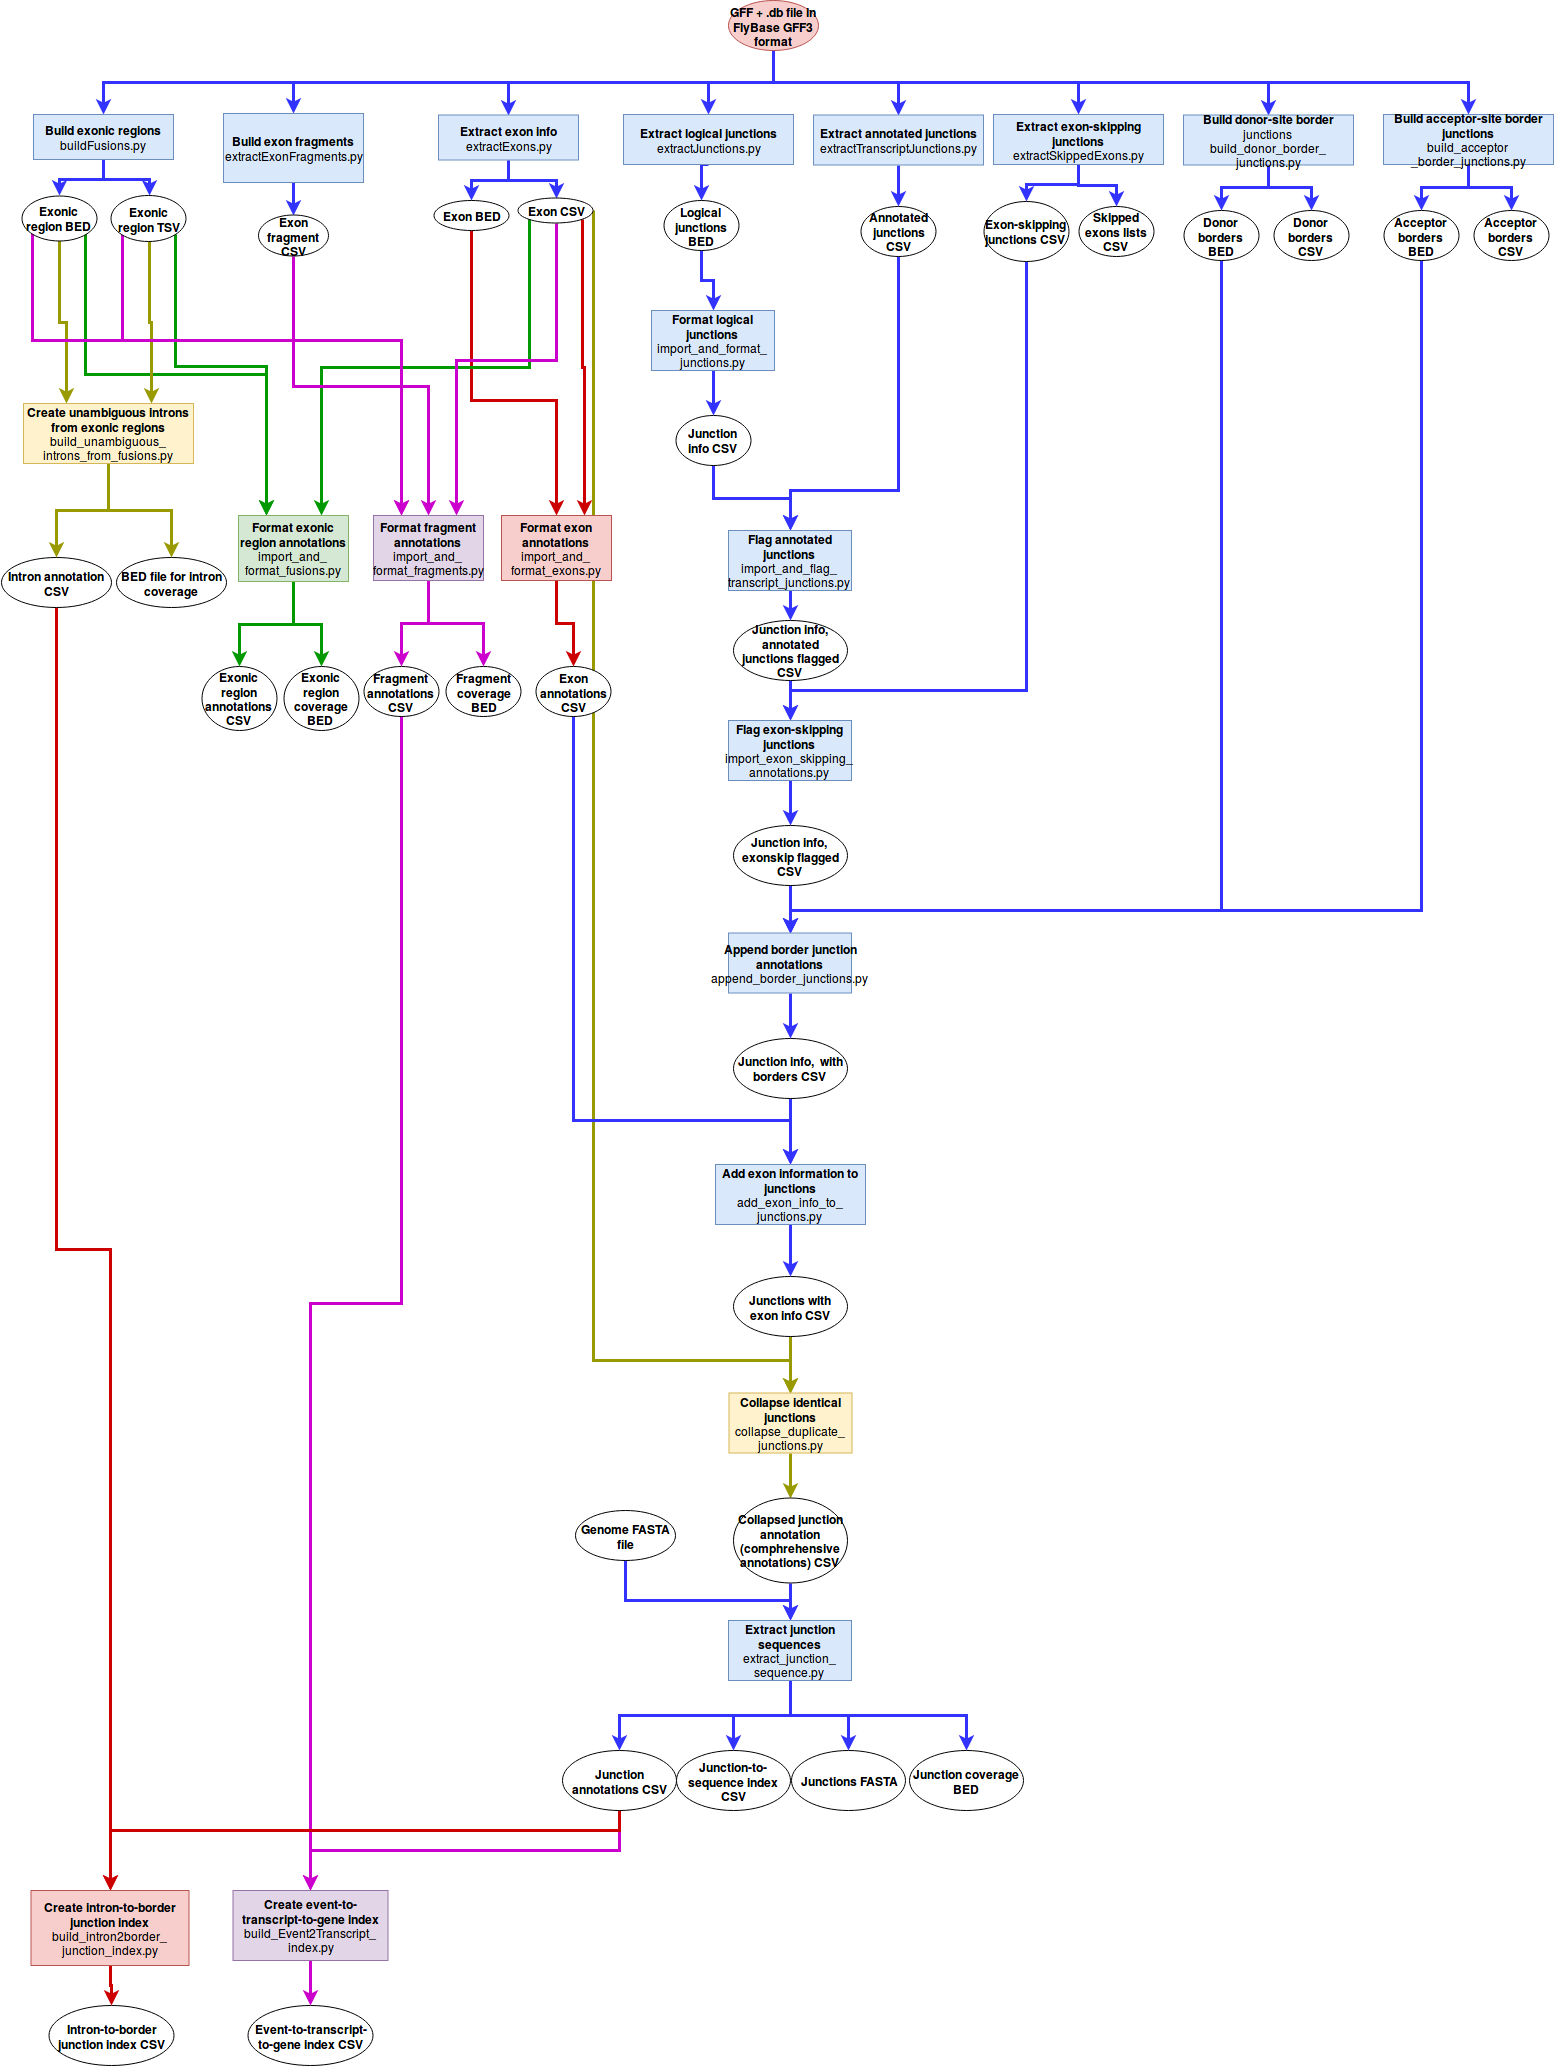 GFF + .db file in
FlyBase GFF3
format
Build exonic regions
buildFusions.py
Build exon fragments
extractExonFragments.py
Extract exon info
extractExons.py
Extract logical junctions
extractJunctions.py
Extract annotated junctions
extractTranscriptJunctions.py
Extract exon-skipping
junctions
extractSkippedExons.py
Build donor-site border
junctions
build_donor_border_
junctions.py
Build acceptor-site border
junctions
build_acceptor
_border_junctions.py
Exonic
region BED
Exonic
region TSV
Exon
fragment
CSV
Exon BED
Exon CSV
Logical
junctions
BED
Annotated
junctions
CSV
Exon-skipping
junctions CSV
Skipped
exons lists
CSV
Donor
borders
BED
Donor
borders
CSV
Acceptor
borders
BED
Acceptor
borders
CSV
Format logical
junctions
import_and_format_
junctions.py
Junction
info CSV
Create unambiguous introns
from exonic regions
build_unambiguous_
introns_from_fusions.py
Format exonic
region annotations
import_and_
format_fusions.py
Format fragment
annotations
import_and_
format_fragments.py
Format exon
annotations
import_and_
format_exons.py
Flag annotated
junctions
import_and_flag_
transcript_junctions.py
Intron annotation
CSV
BED file for intron
coverage
Junction info,
annotated
junctions flagged
CSV
Exonic
region
annotations
CSV
Exonic
region
coverage
BED
Fragment
annotations
CSV
Fragment
coverage
BED
Exon
annotations
CSV
Flag exon-skipping
junctions
import_exon_skipping_
annotations.py
Junction info,
exonskip flagged
CSV
Append border junction
annotations
append_border_junctions.py
Junction info,  with
borders CSV
Add exon information to
junctions
add_exon_info_to_
junctions.py
Junctions with
exon info CSV
Collapse identical
junctions
collapse_duplicate_
junctions.py
Genome FASTA
file
Collapsed junction
annotation
(comphrehensive
annotations) CSV
Extract junction
sequences
extract_junction_
sequence.py
Junction
annotations CSV
Junction-to-
sequence index
CSV
Junctions FASTA
Junction coverage
BED
Create intron-to-border
junction index
build_intron2border_
junction_index.py
Create event-to-
transcript-to-gene index
build_Event2Transcript_
index.py
Intron-to-border
junction index CSV
Event-to-transcript-
to-gene index CSV